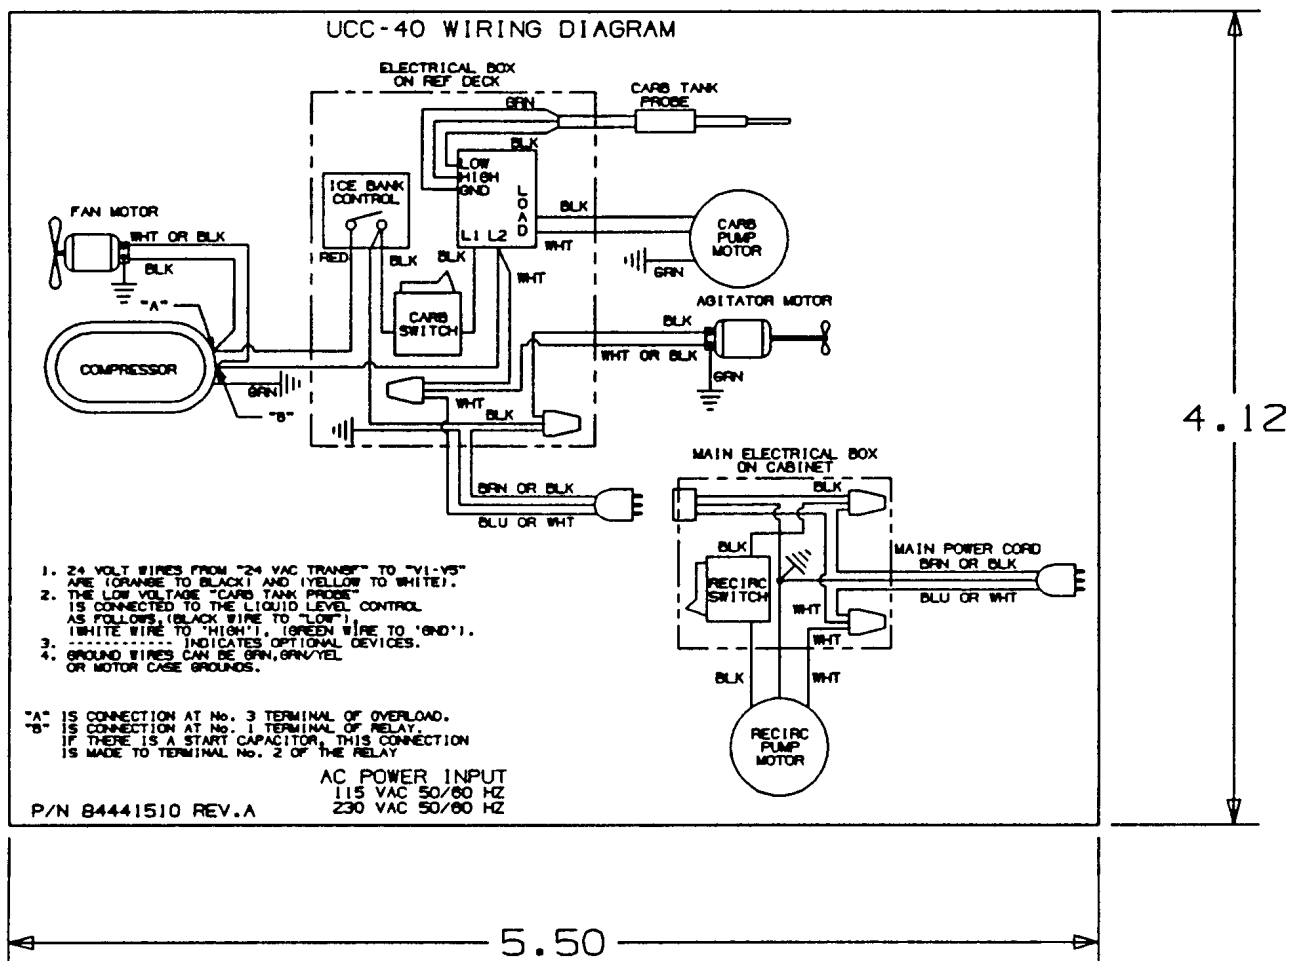 UCC-40 WIRING DIAGRAM
ELECTRICAL BOX
ON REF DECK
CARB TANK
PROBE
GRN
BLK
LOW
HIGH
GND
LOAD
L1 L2
ICE BANK
CONTROL
FAN MOTOR
WHT OR BLK
BLK
RED
BLK
BLK
BLK
WHT
WHT
CARB
PUMP
MOTOR
GRN
"A"
CARB
SWITCH
AGITATOR MOTOR
BLK
WHT OR BLK
GRN
COMPRESSOR
GRN
"B"
WHT
BLK
4.12
MAIN ELECTRICAL BOX
ON CABINET
BLK
BRN OR BLK
BLU OR WHT
BLK
MAIN POWER CORD
BRN OR BLK
BLU OR WHT
RECIRC
SWITCH
WHT
WHT
BLK
WHT
RECIRC
PUMP
MOTOR
1. 24 VOLT WIRES FROM "24 VAC TRANSF" TO "V1-V5"
ARE (ORANGE TO BLACK) AND (YELLOW TO WHITE).
2. THE LOW VOLTAGE "CARB TANK PROBE"
IS CONNECTED TO THE LIQUID LEVEL CONTROL
AS FOLLOWS,(BLACK WIRE TO "LOW"),
(WHITE WIRE TO 'HIGH'), (GREEN WIRE TO 'GND').
3. ------------ INDICATES OPTIONAL DEVICES.
4. GROUND WIRES CAN BE GRN,GRN/YEL
OR MOTOR CASE GROUNDS.
"A" IS CONNECTION AT No. 3 TERMINAL OF OVERLOAD.
"B" IS CONNECTION AT No. 1 TERMINAL OF RELAY.
IF THERE IS A START CAPACITOR, THIS CONNECTION
IS MADE TO TERMINAL No. 2 OF THE RELAY
AC POWER INPUT
115 VAC 50/60 HZ
230 VAC 50/60 HZ
P/N 84441510 REV.A
5.50